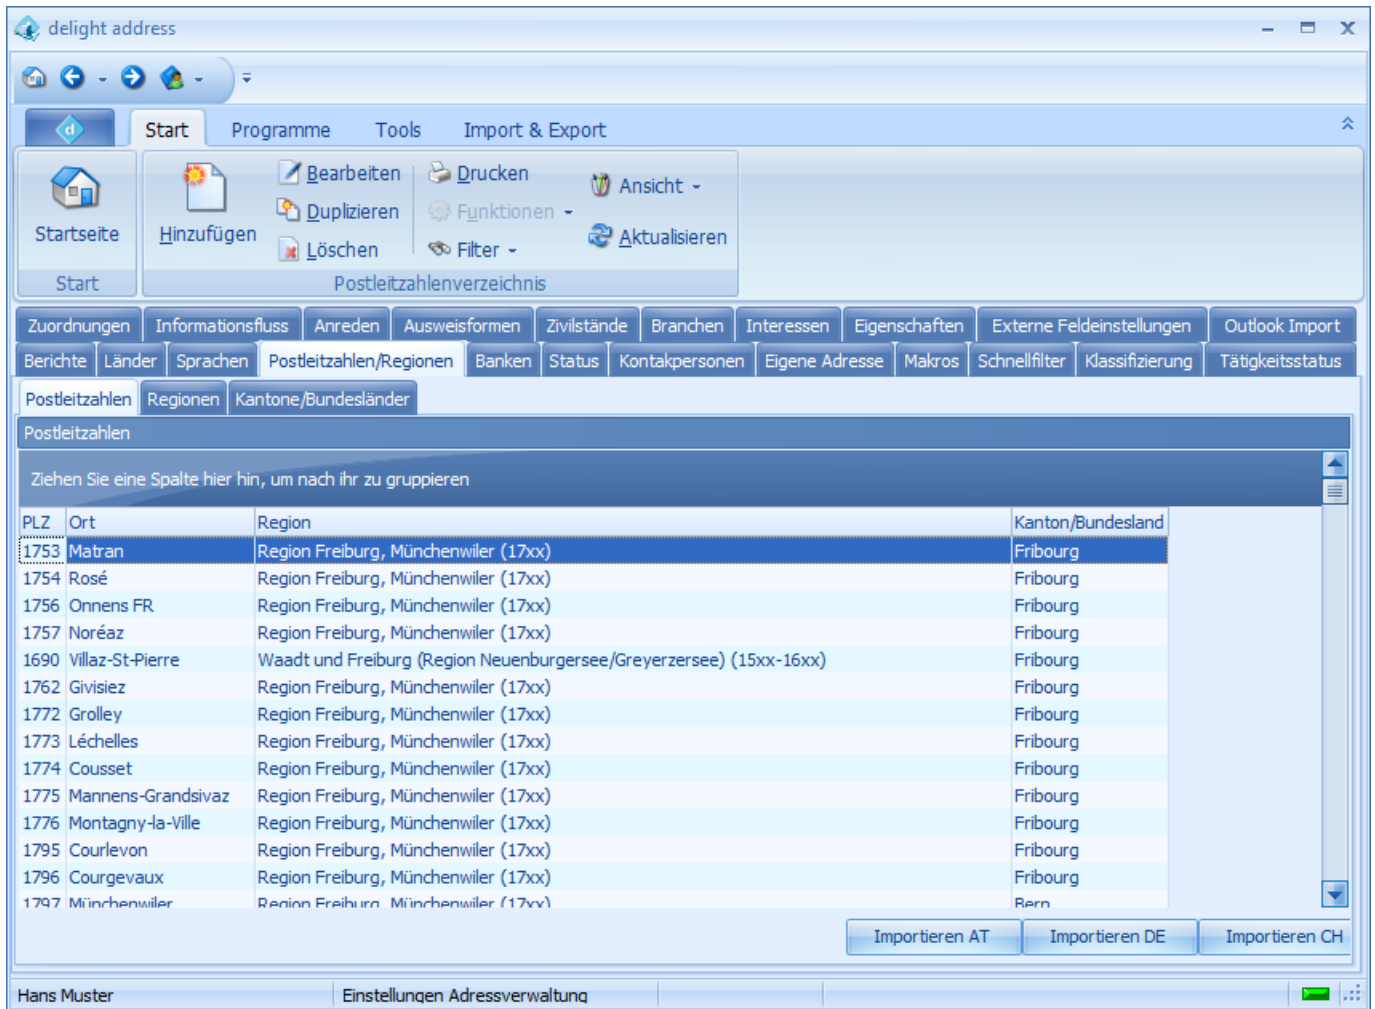 delight address
Start Programme Tools Import & Export
Startseite
Hinzufügen
Bearbeiten
Duplizieren
Löschen
Drucken
Funktionen
Filter
Ansicht
Aktualisieren
Start
Postleitzahlenverzeichnis
Zuordnungen Informationsfluss Anreden Ausweisformen Zivilstände Branchen Interessen Eigenschaften Externe Feldeinstellungen Outlook Import
Berichte Länder Sprachen Postleitzahlen/Regionen Banken Status Kontakpersonen Eigene Adresse Makros Schnellfilter Klassifizierung Tätigkeitsstatus
Postleitzahlen Regionen Kantone/Bundesländer
Postleitzahlen
Ziehen Sie eine Spalte hier hin, um nach ihr zu gruppieren
PLZ Ort Region Kanton/Bundesland
1753 Matran Region Freiburg, Münchenwiler (17xx) Fribourg
1754 Rosé Region Freiburg, Münchenwiler (17xx) Fribourg
1756 Onnens FR Region Freiburg, Münchenwiler (17xx) Fribourg
1757 Noréaz Region Freiburg, Münchenwiler (17xx) Fribourg
1690 Villaz-St-Pierre Waadt und Freiburg (Region Neuenburgersee/Greyerzersee) (15xx-16xx) Fribourg
1762 Givisiez Region Freiburg, Münchenwiler (17xx) Fribourg
1772 Grolley Region Freiburg, Münchenwiler (17xx) Fribourg
1773 Léchelles Region Freiburg, Münchenwiler (17xx) Fribourg
1774 Cousset Region Freiburg, Münchenwiler (17xx) Fribourg
1775 Mannens-Grandsivaz Region Freiburg, Münchenwiler (17xx) Fribourg
1776 Montagny-la-Ville Region Freiburg, Münchenwiler (17xx) Fribourg
1795 Courlevon Region Freiburg, Münchenwiler (17xx) Fribourg
1796 Courgevaux Region Freiburg, Münchenwiler (17xx) Fribourg
1797 Münchenwiler Region Freiburg, Münchenwiler (17xx) Bern
Importieren AT Importieren DE Importieren CH
Hans Muster Einstellungen Adressverwaltung